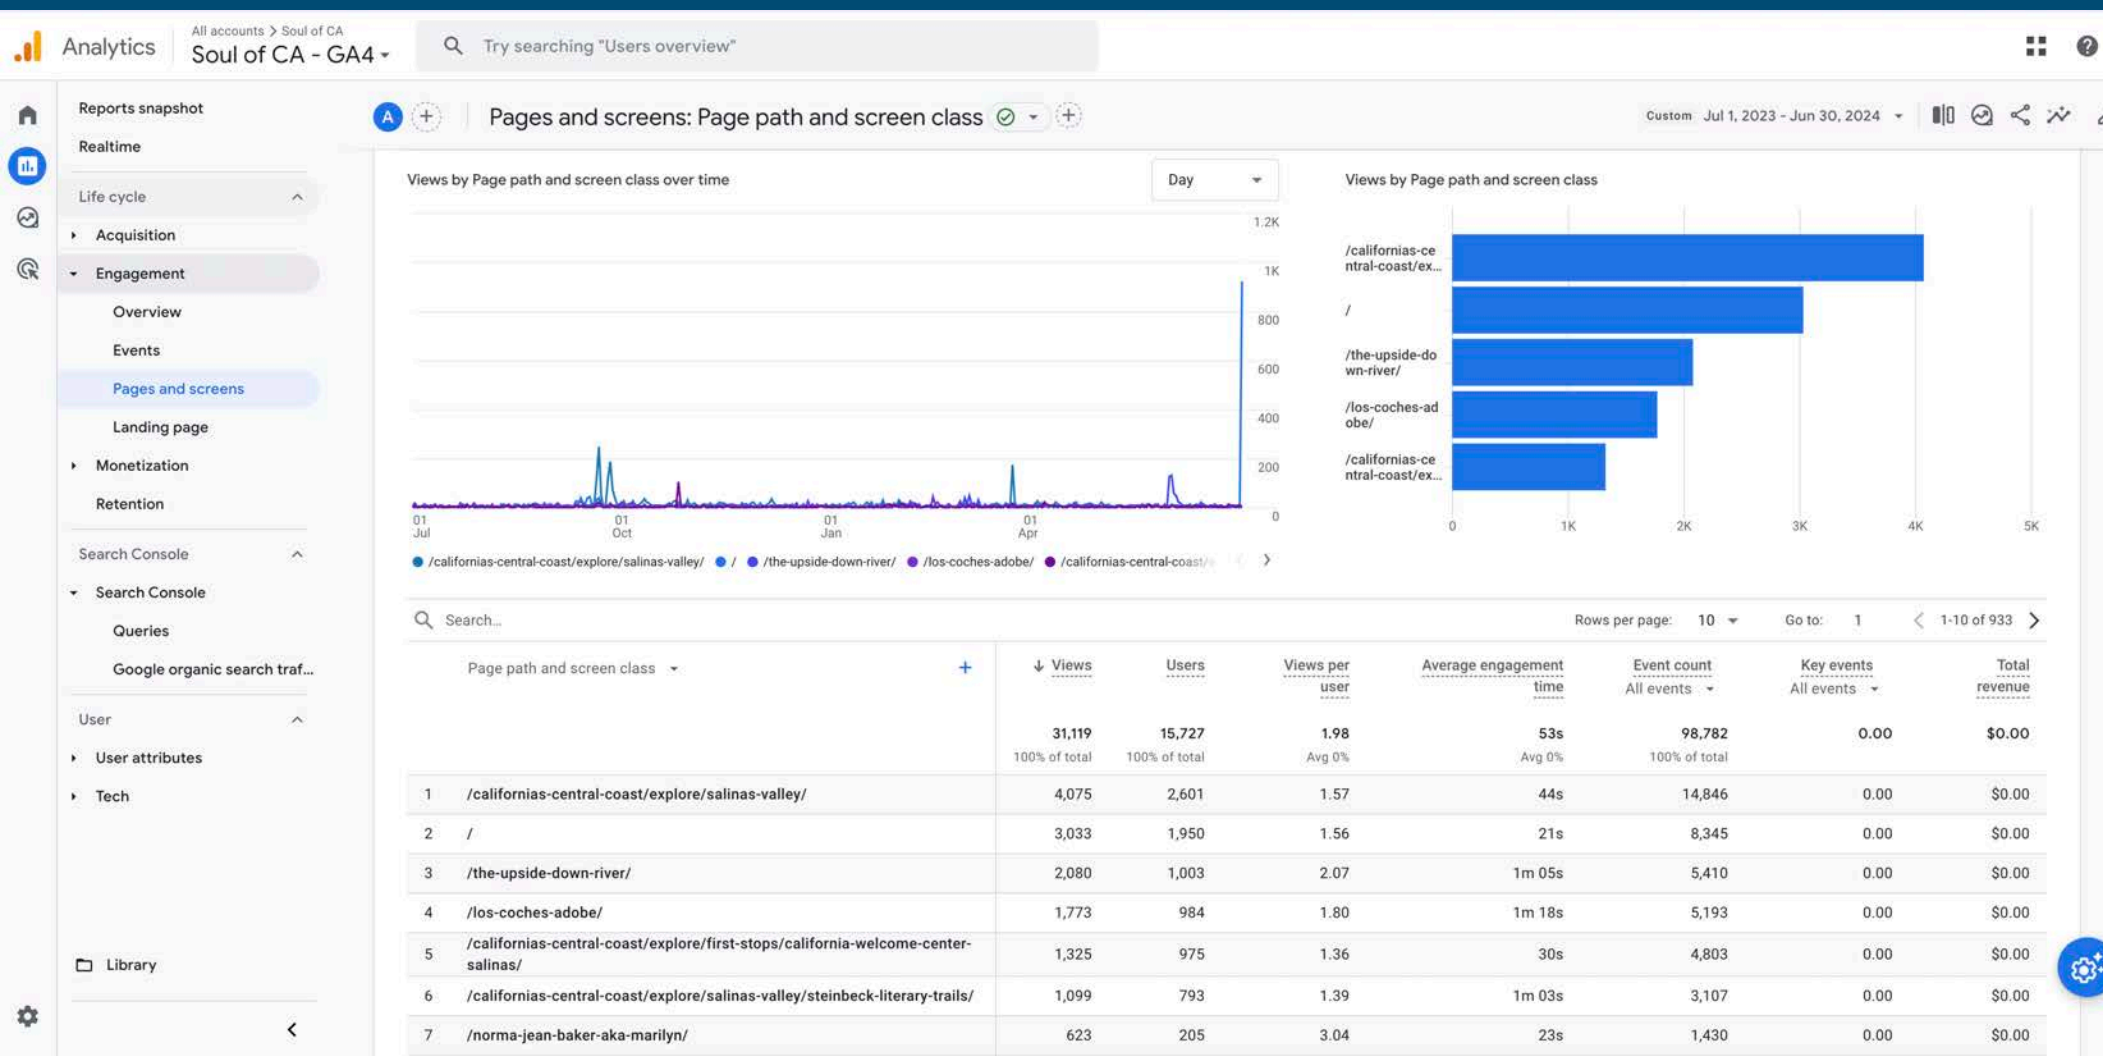 All accounts > Soul of CA
Analytics
Soul of CA - GA4
Try searching "Users overview"
Reports snapshot
Realtime
Life cycle
Acquisition
Engagement
Overview
Events
Pages and screens
Landing page
Monetization
Retention
Search Console
Search Console
Queries
Google organic search traf...
User
User attributes
Tech
Library
A
Pages and screens: Page path and screen class
Custom Jul 1, 2023 - Jun 30, 2024
Views by Page path and screen class over time
Day
1.2K
1K
800
600
400
200
0
01 Jul
01 Oct
01 Jan
01 Apr
/californias-central-coast/explore/salinas-valley/ / /the-upside-down-river/ /los-coches-adobe/ /californias-central-coast/
Views by Page path and screen class
/californias-ce
ntral-coast/ex...
/
/the-upside-do
wn-river/
/los-coches-ad
obe/
/californias-ce
ntral-coast/ex...
0 1K 2K 3K 4K 5K
Search...
Rows per page: 10 Go to: 1 1-10 of 933
Page path and screen class + Views Users Views per user Average engagement time Event count All events Key events All events Total revenue
31,119 15,727 1.98 53s 98,782 0.00 $0.00
100% of total 100% of total Avg 0% Avg 0% 100% of total
1 /californias-central-coast/explore/salinas-valley/ 4,075 2,601 1.57 44s 14,846 0.00 $0.00
2 / 3,033 1,950 1.56 21s 8,345 0.00 $0.00
3 /the-upside-down-river/ 2,080 1,003 2.07 1m 05s 5,410 0.00 $0.00
4 /los-coches-adobe/ 1,773 984 1.80 1m 18s 5,193 0.00 $0.00
5 /californias-central-coast/explore/first-stops/california-welcome-center-
salinas/ 1,325 975 1.36 30s 4,803 0.00 $0.00
6 /californias-central-coast/explore/salinas-valley/steinbeck-literary-trails/ 1,099 793 1.39 1m 03s 3,107 0.00 $0.00
7 /norma-jean-baker-aka-marilyn/ 623 205 3.04 23s 1,430 0.00 $0.00